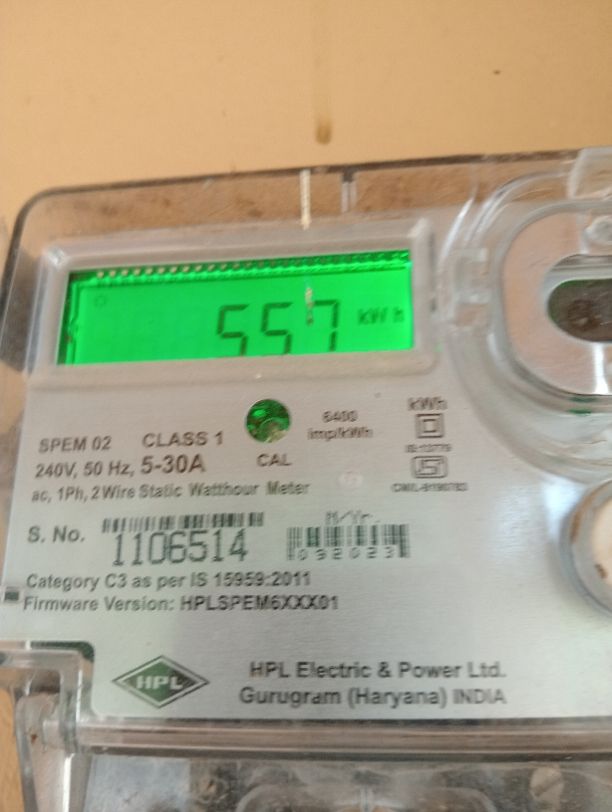 557 kWh
6400
Imp/kWh
kWh
SPEM 02 CLASS 1
240V, 50 Hz, 5-30A
CAL
IS:13779
ac, 1Ph, 2 Wire Static Watthour Meter
M/Yr.
S. No. 1106514
092023
Category C3 as per IS 15959:2011
Firmware Version: HPLSPEM6XXX01
HPL
HPL Electric & Power Ltd.
Gurugram (Haryana) INDIA